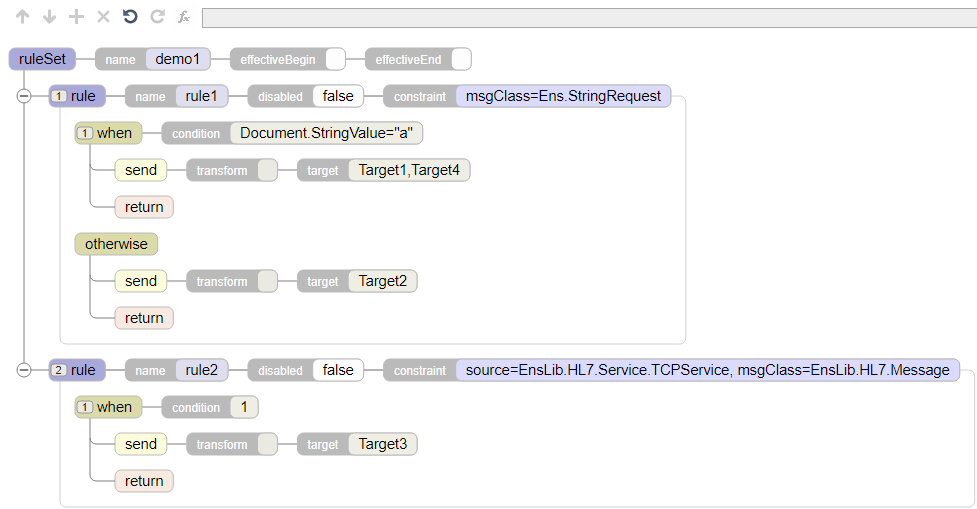 fx
ruleSet name demo1 effectiveBegin effectiveEnd
1 rule name rule1 disabled false constraint msgClass=Ens.StringRequest
1 when condition Document.StringValue="a"
send transform target Target1,Target4
return
otherwise
send transform target Target2
return
2 rule name rule2 disabled false constraint source=EnsLib.HL7.Service.TCPService, msgClass=EnsLib.HL7.Message
1 when condition 1
send transform target Target3
return